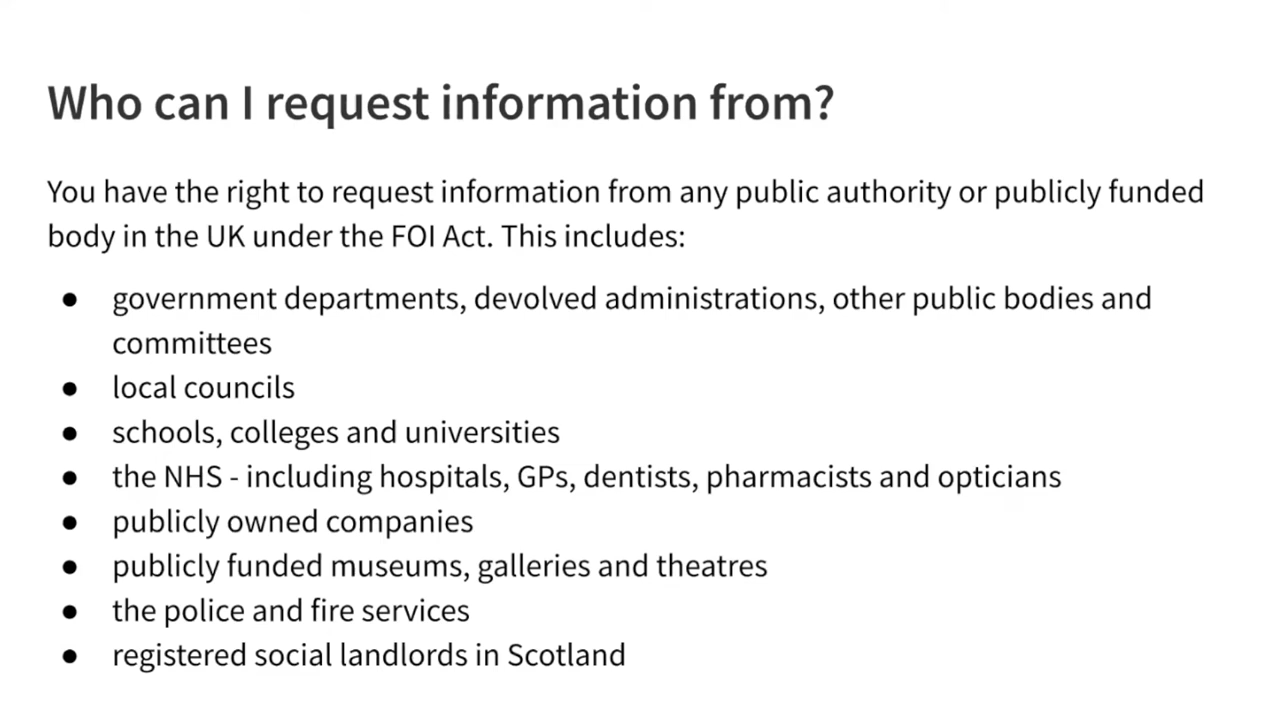 Who can I request information from?
You have the right to request information from any public authority or publicly funded
body in the UK under the FOI Act. This includes:
● government departments, devolved administrations, other public bodies and
committees
● local councils
● schools, colleges and universities
● the NHS - including hospitals, GPs, dentists, pharmacists and opticians
● publicly owned companies
● publicly funded museums, galleries and theatres
● the police and fire services
● registered social landlords in Scotland